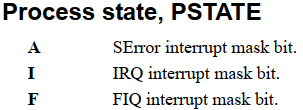 Process state, PSTATE
A SError interrupt mask bit.
I IRQ interrupt mask bit.
F FIQ interrupt mask bit.